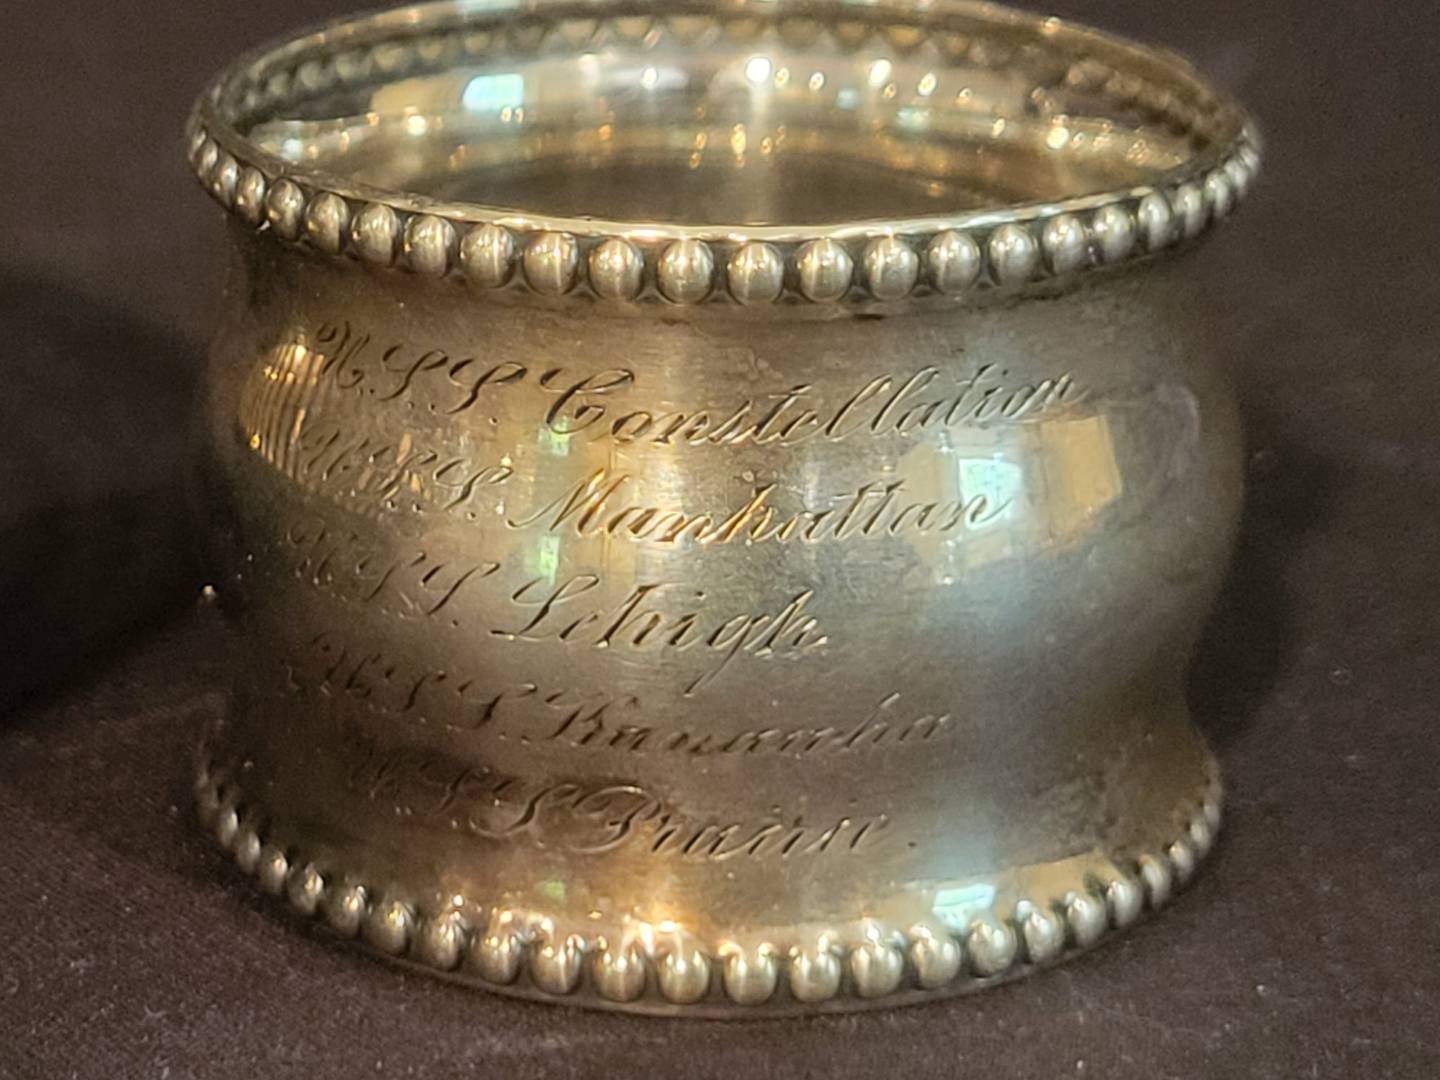 U.S.S. Constellation
U.S.S. Manhattan
U.S.S. Lehigh
U.S.S. Kanawha
U.S.S. Prairie.